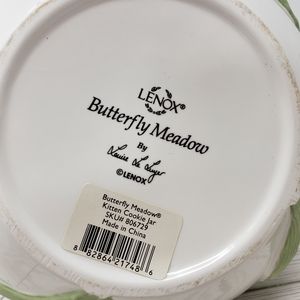 LENOX®
Butterfly Meadow
By
Louise Le Luyer
©LENOX
Butterfly Meadow®
Kitten Cookie Jar
SKU# 806729
Made in China
8 82864 21748 6